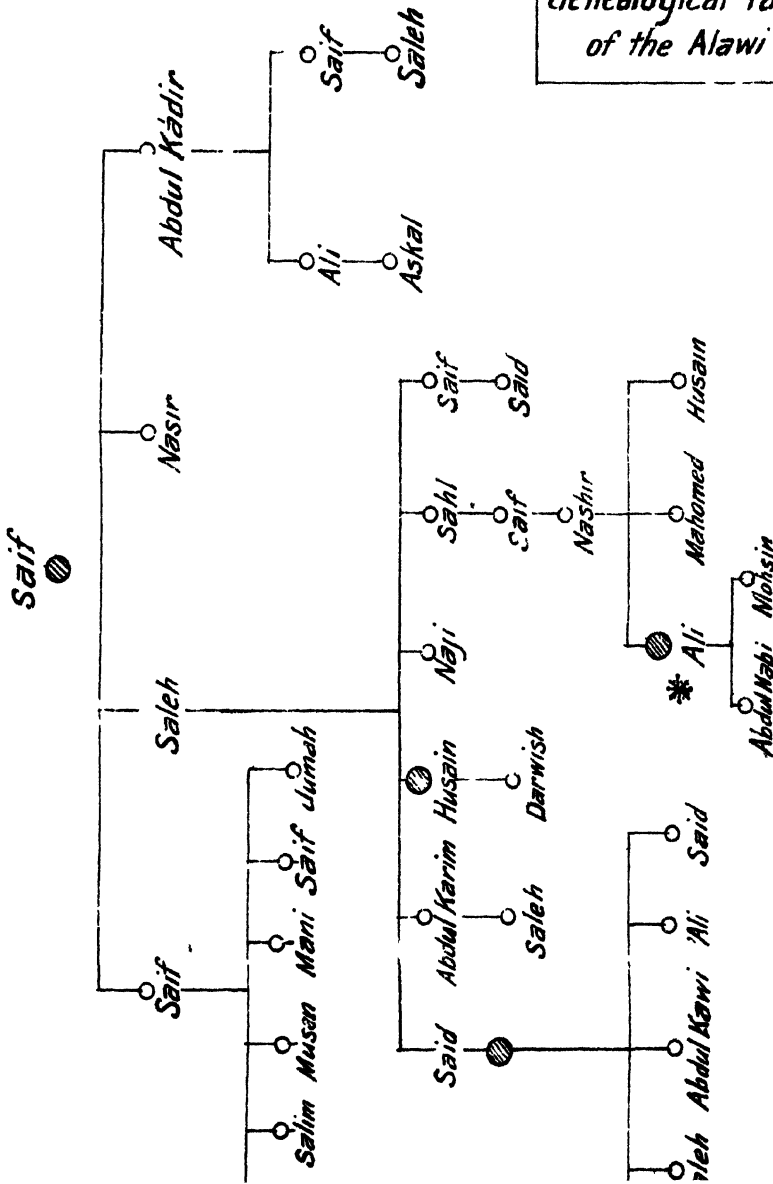 Genealogical
of the Alawi
Saif
Saif
Saleh
Nasir
Abdul Kádir
Salim
Musan
Mani
Saif
Jumah
Ali
Saif
Askal
Saleh
Said
Abdul Karim
Husain
Naji
Sahl
Saif
Saleh
Darwish
Saif
Said
Nashir
Abdul Kawi
'Ali
Said
* Ali
Mahomed
Husain
Abdul Nabi
Mohsin